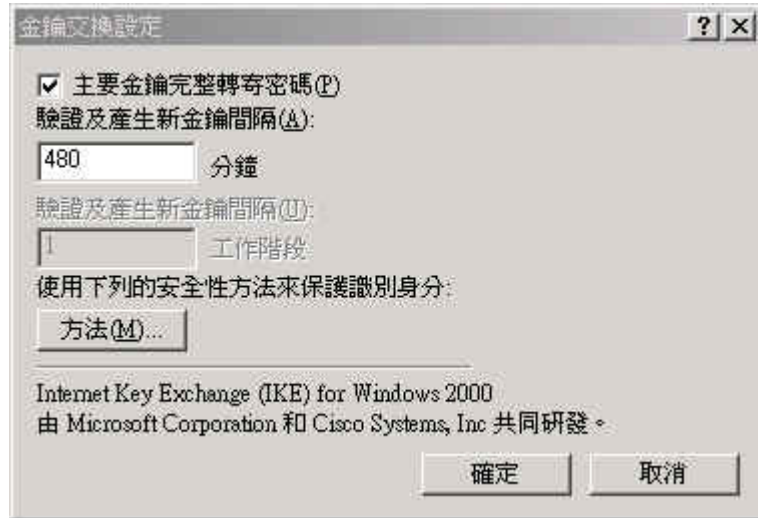 金鑰交換設定
主要金鑰完整轉寄密碼(P)
驗證及產生新金鑰間隔(A):
480 分鐘
驗證及產生新金鑰間隔(U):
1 工作階段
使用下列的安全性方法來保護識別身分:
方法(M)...
Internet Key Exchange (IKE) for Windows 2000
由 Microsoft Corporation 和 Cisco Systems, Inc 共同研發。
確定 取消